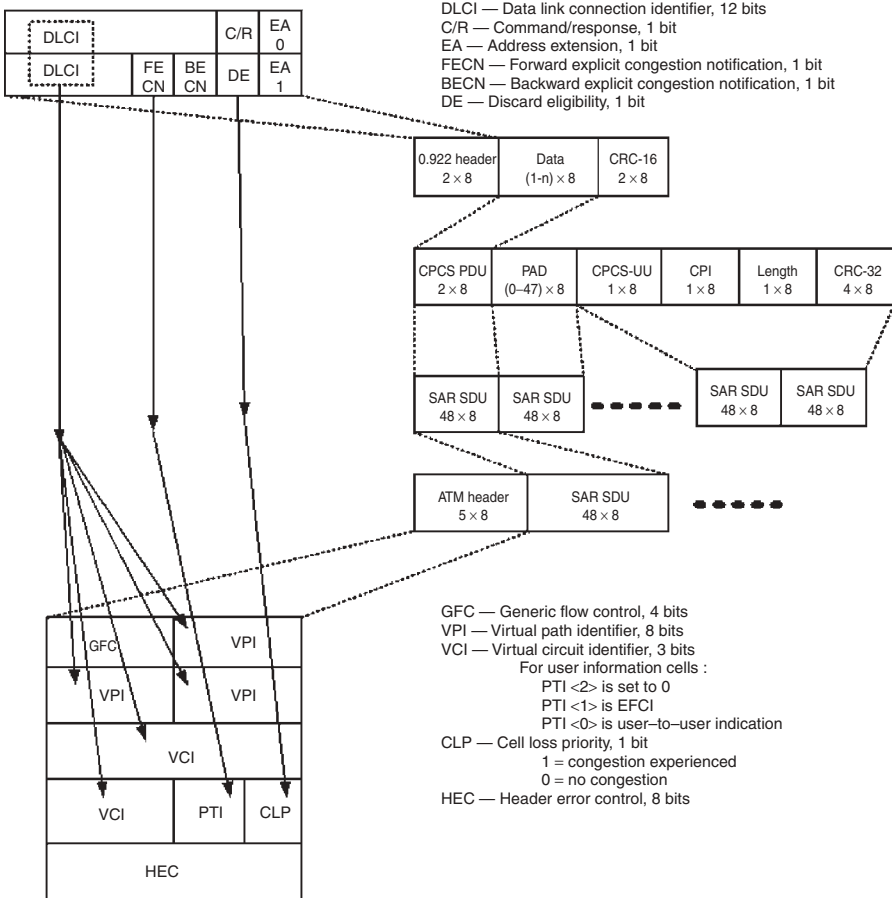 DLCI — Data link connection identifier, 12 bits
C/R — Command/response, 1 bit
EA — Address extension, 1 bit
FECN — Forward explicit congestion notification, 1 bit
BECN — Backward explicit congestion notification, 1 bit
DE — Discard eligibility, 1 bit
DLCI
C/R
EA
0
DLCI
FE
CN
BE
CN
DE
EA
1
0.922 header
2 × 8
Data
(1-n) × 8
CRC-16
2 × 8
CPCS PDU
2 × 8
PAD
(0–47) × 8
CPCS-UU
1 × 8
CPI
1 × 8
Length
1 × 8
CRC-32
4 × 8
SAR SDU
48 × 8
SAR SDU
48 × 8
SAR SDU
48 × 8
SAR SDU
48 × 8
ATM header
5 × 8
SAR SDU
48 × 8
GFC
VPI
VPI
VPI
VCI
VCI
PTI
CLP
HEC
GFC — Generic flow control, 4 bits
VPI — Virtual path identifier, 8 bits
VCI — Virtual circuit identifier, 3 bits
For user information cells :
PTI <2> is set to 0
PTI <1> is EFCI
PTI <0> is user–to–user indication
CLP — Cell loss priority, 1 bit
1 = congestion experienced
0 = no congestion
HEC — Header error control, 8 bits